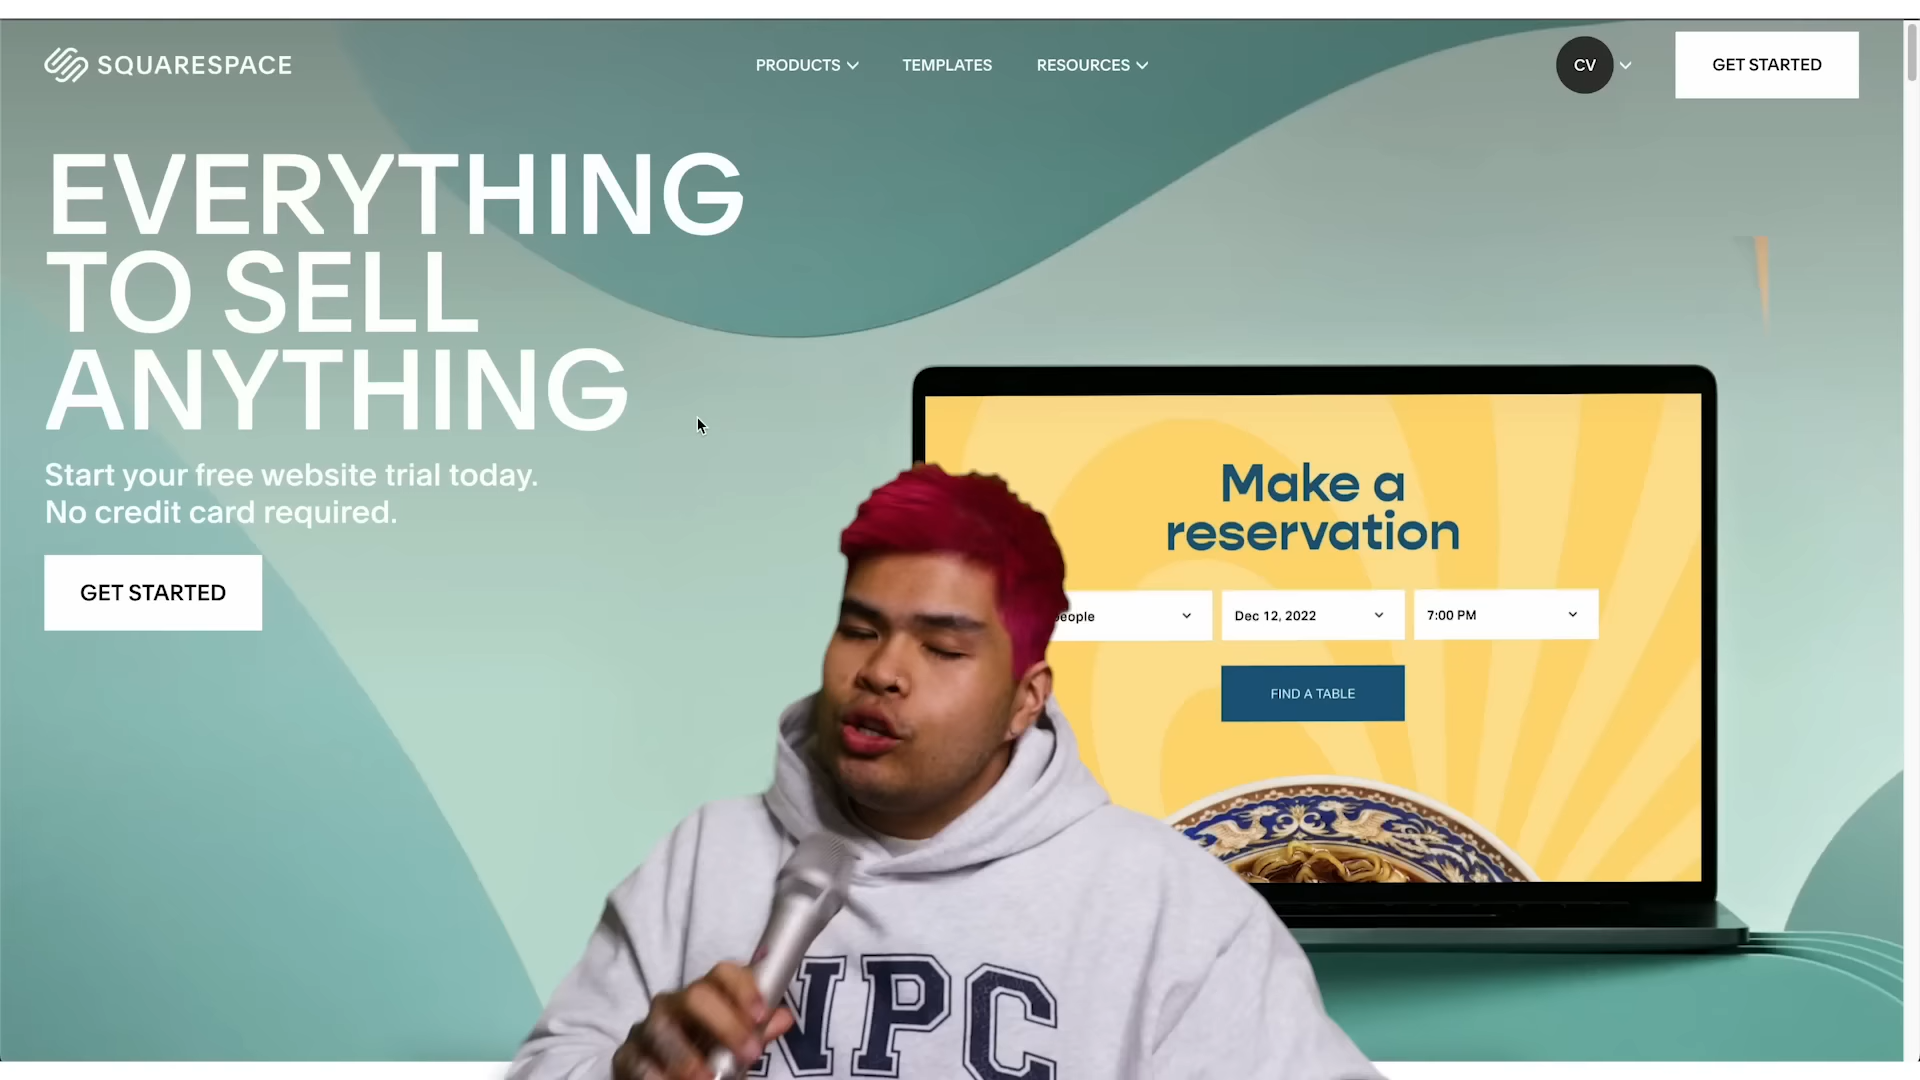 SQUARESPACE
PRODUCTS
TEMPLATES
RESOURCES
CV
GET STARTED
EVERYTHING
TO SELL
ANYTHING
Start your free website trial today.
No credit card required.
GET STARTED
Make a
reservation
people
Dec 12, 2022
7:00 PM
FIND A TABLE
NPC